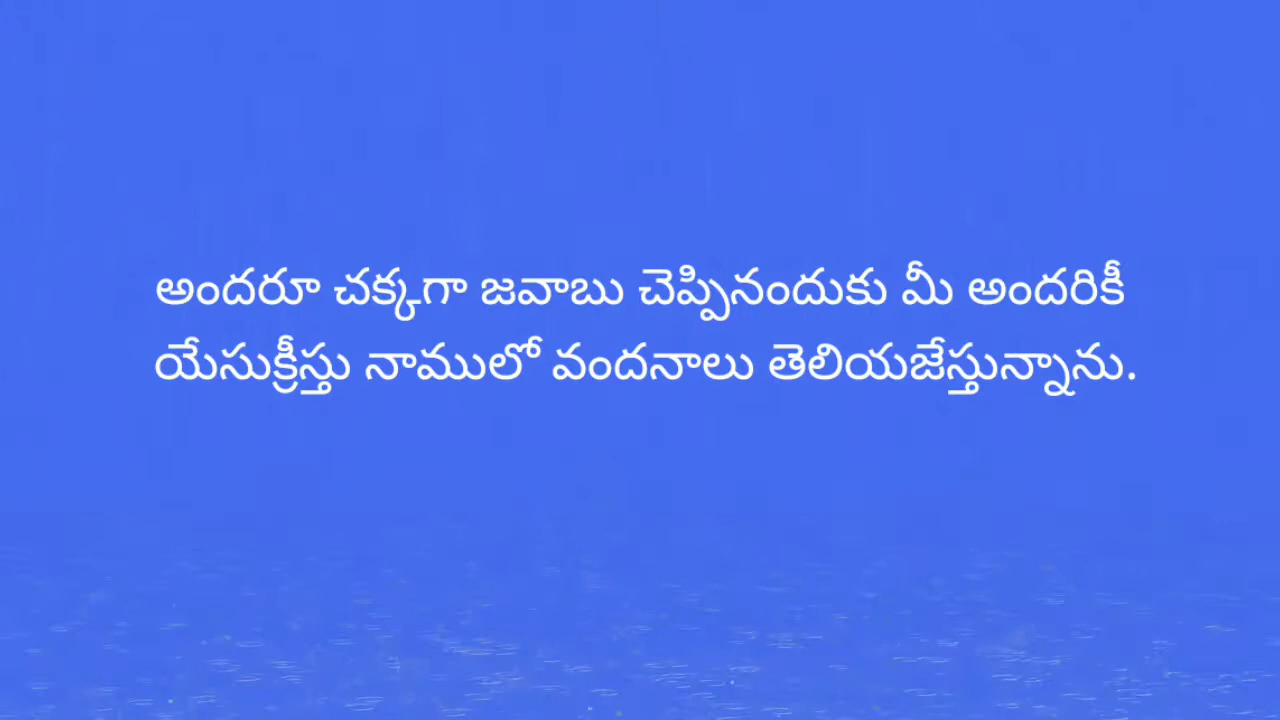 అందరూ చక్కగా జవాబు చెప్పినందుకు మీ అందరికీ
యేసుక్రీస్తు నాములో వందనాలు తెలియజేస్తున్నాను.